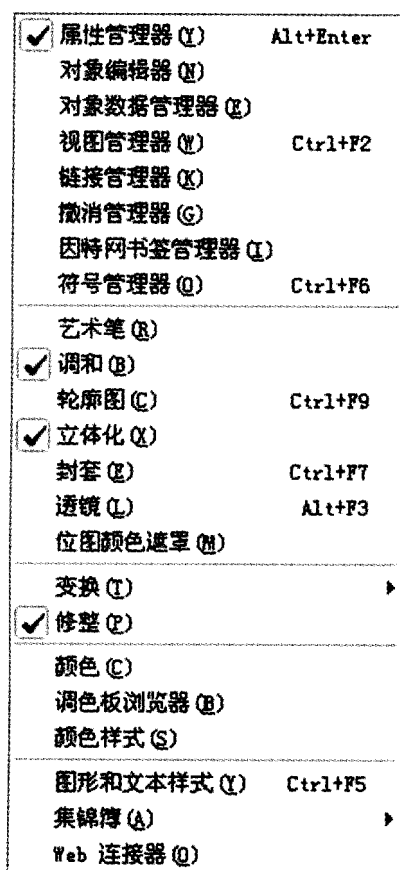 属性管理器(Y) Alt+Enter
对象编辑器(N)
对象数据管理器(E)
视图管理器(W) Ctrl+F2
链接管理器(K)
撤消管理器(G)
因特网书签管理器(I)
符号管理器(O) Ctrl+F8
艺术笔(R)
调和(B)
轮廓图(C) Ctrl+F9
立体化(X)
封套(E) Ctrl+F7
透镜(L) Alt+F3
位图颜色遮罩(M)
变换(T)
修整(P)
颜色(C)
调色板浏览器(B)
颜色样式(S)
图形和文本样式(Y) Ctrl+F5
集锦簿(A)
Web 连接器(O)